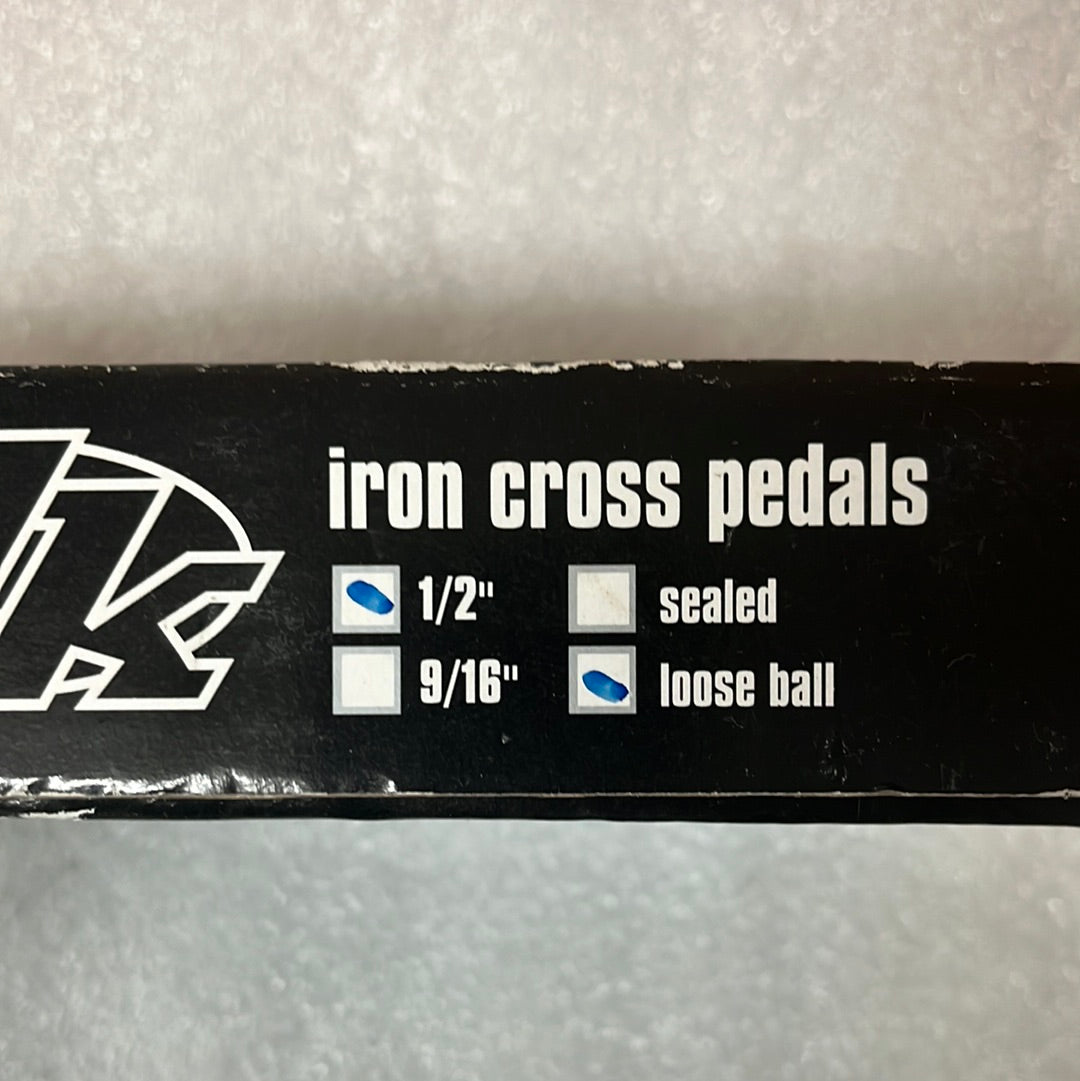 iron cross pedals
1/2" sealed
9/16" loose ball